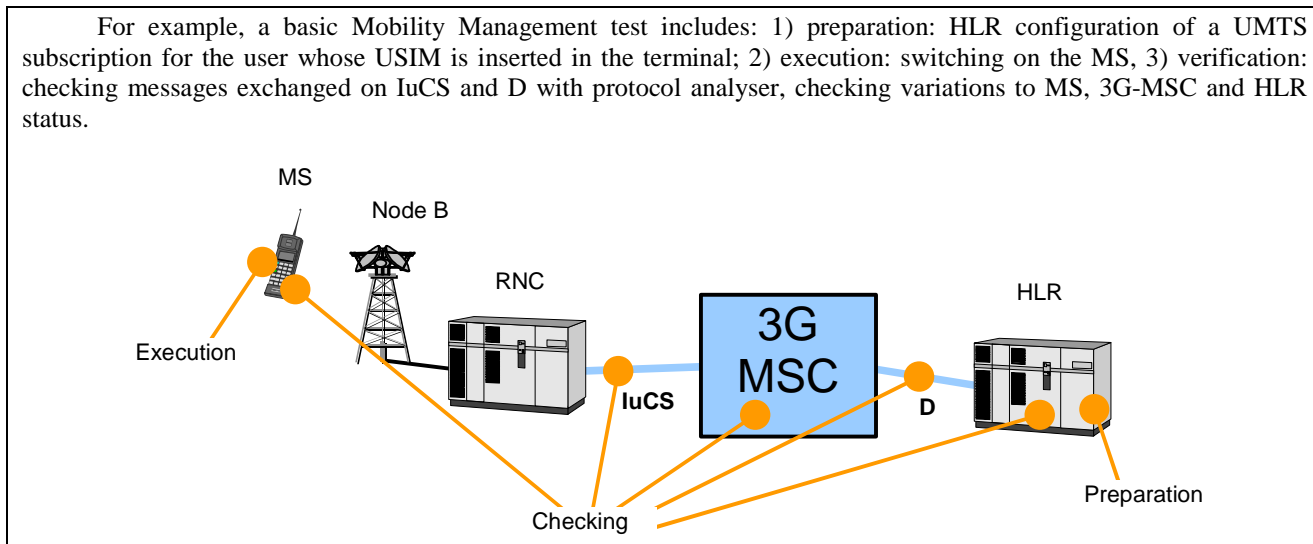 For example, a basic Mobility Management test includes: 1) preparation: HLR configuration of a UMTS
subscription for the user whose USIM is inserted in the terminal; 2) execution: switching on the MS, 3) verification:
checking messages exchanged on IuCS and D with protocol analyser, checking variations to MS, 3G-MSC and HLR
status.
MS
Node B
RNC
3G
MSC
HLR
Execution
IuCS
D
Preparation
Checking